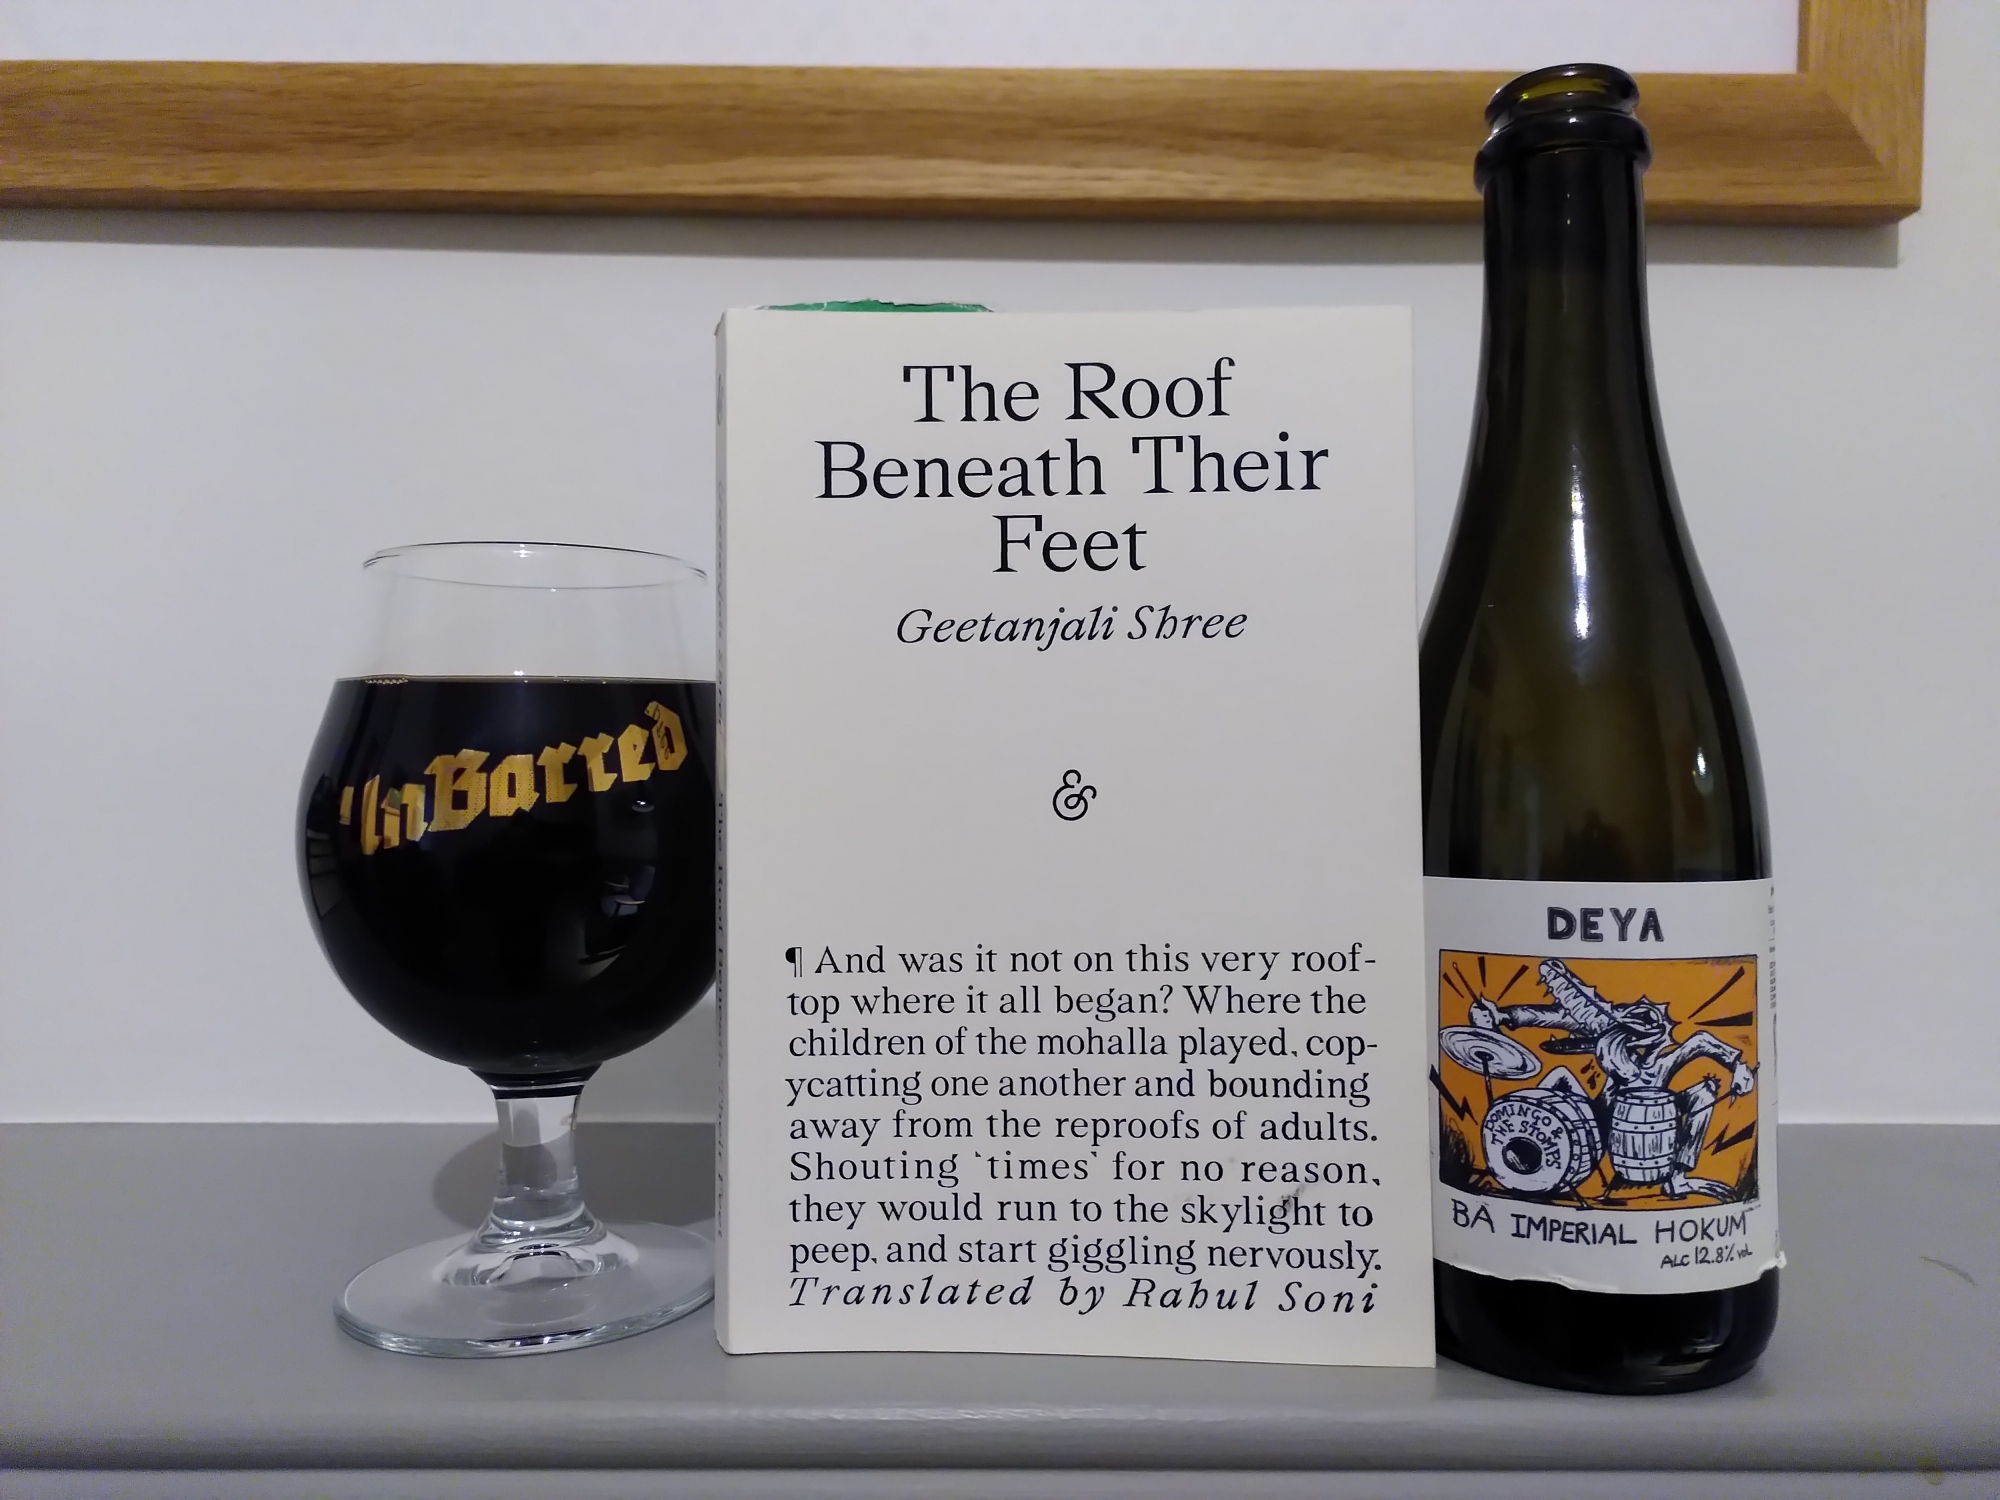 UnBarred
The Roof
Beneath Their
Feet
Geetanjali Shree
&
¶ And was it not on this very roof-
top where it all began? Where the
children of the mohalla played, cop-
ycatting one another and bounding
away from the reproofs of adults.
Shouting ‘times’ for no reason,
they would run to the skylight to
peep, and start giggling nervously.
Translated by Rahul Soni
DEYA
DOMINGO &
THE STOMPS
BA IMPERIAL HOKUM
ALC 12.8% vol